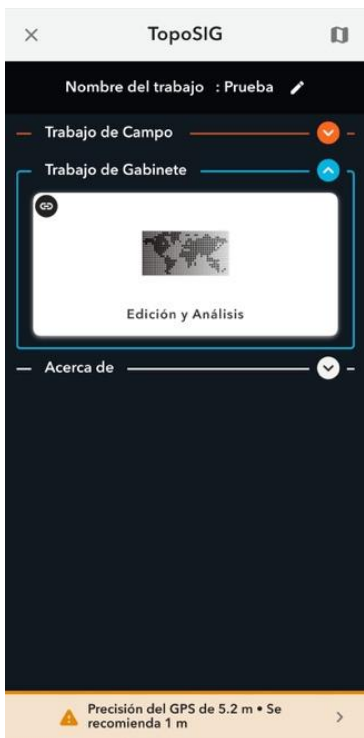 TopoSIG
Nombre del trabajo : Prueba
Trabajo de Campo
Trabajo de Gabinete
Edición y Análisis
Acerca de
Precisión del GPS de 5.2 m • Se
recomienda 1 m